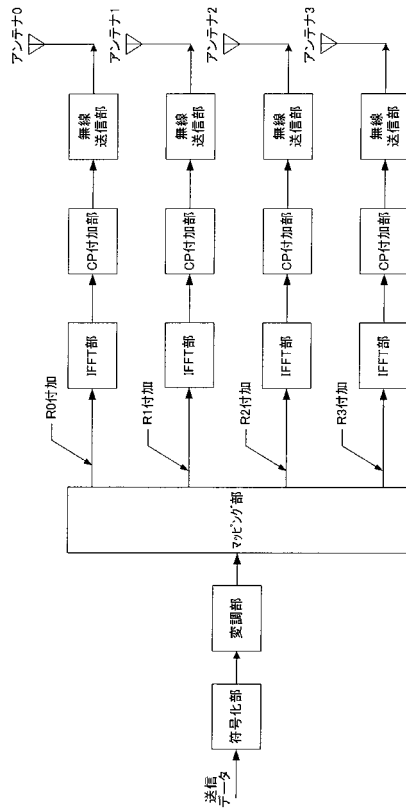 送信
データ
符号化部
変調部
マッピング部
R0付加
IFFT部
CP付加部
無線
送信部
アンテナ0
R1付加
IFFT部
CP付加部
無線
送信部
アンテナ1
R2付加
IFFT部
CP付加部
無線
送信部
アンテナ2
R3付加
IFFT部
CP付加部
無線
送信部
アンテナ3